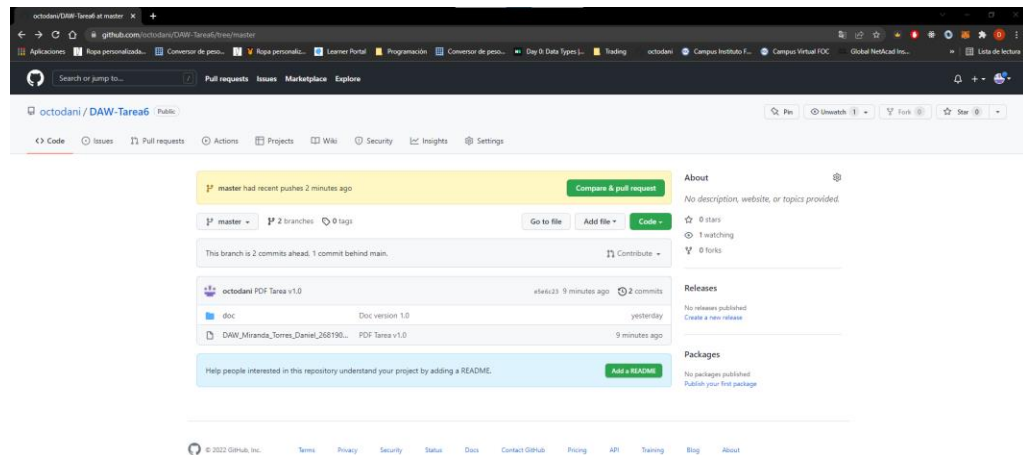 octodani/DAW-Tarea6 at master
github.com/octodani/DAW-Tarea6/tree/master
Aplicaciones Ropa personalizada... Conversor de peso... Ropa personaliz... Learner Portal Programación Conversor de peso... Day 0: Data Types |... Trading octodani Campus Instituto F... Campus Virtual FOC Global NetAcad Ins... » Lista de lectura
Search or jump to... / Pull requests Issues Marketplace Explore
octodani / DAW-Tarea6 Public Pin Unwatch 1 Fork 0 Star 0
Code Issues Pull requests Actions Projects Wiki Security Insights Settings
master had recent pushes 2 minutes ago Compare & pull request
master 2 branches 0 tags Go to file Add file Code
This branch is 2 commits ahead, 1 commit behind main. Contribute
octodani PDF Tarea v1.0 9 minutes ago 2 commits
doc Doc version 1.0 yesterday
DAW_Miranda_Torres_Daniel_268190... PDF Tarea v1.0 9 minutes ago
Help people interested in this repository understand your project by adding a README. Add a README
About
No description, website, or topics provided.
0 stars
1 watching
0 forks
Releases
No releases published
Create a new release
Packages
No packages published
Publish your first package
© 2022 GitHub, Inc. Terms Privacy Security Status Docs Contact GitHub Pricing API Training Blog About